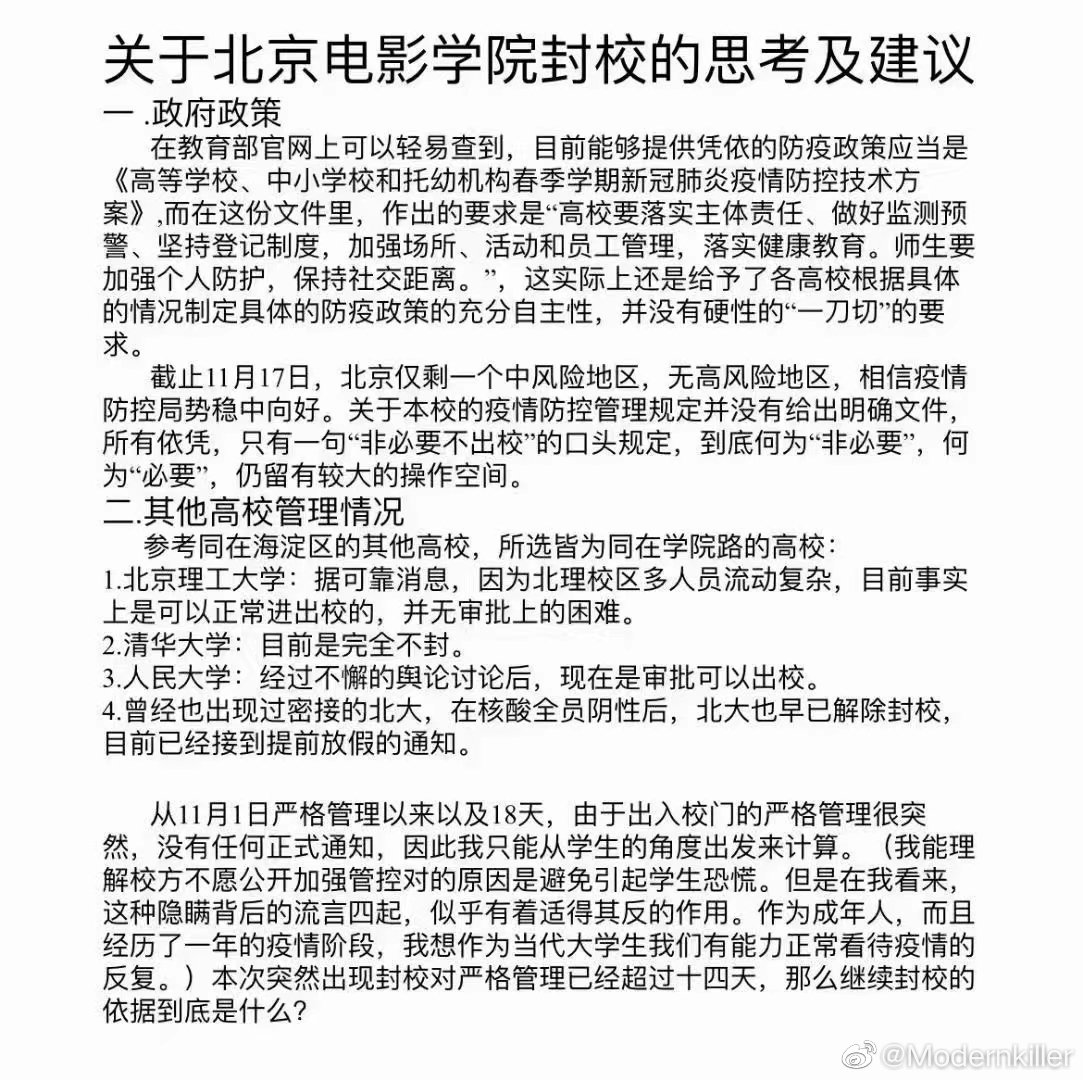 关于北京电影学院封校的思考及建议
一 .政府政策
在教育部官网上可以轻易查到，目前能够提供凭依的防疫政策应当是
《高等学校、中小学校和托幼机构春季学期新冠肺炎疫情防控技术方
案》,而在这份文件里，作出的要求是“高校要落实主体责任、做好监测预
警、坚持登记制度，加强场所、活动和员工管理，落实健康教育。师生要
加强个人防护，保持社交距离。”，这实际上还是给予了各高校根据具体
的情况制定具体的防疫政策的充分自主性，并没有硬性的“一刀切”的要
求。
截止11月17日，北京仅剩一个中风险地区，无高风险地区，相信疫情
防控局势稳中向好。关于本校的疫情防控管理规定并没有给出明确文件，
所有依凭，只有一句“非必要不出校”的口头规定，到底何为“非必要”，何
为“必要”，仍留有较大的操作空间。
二.其他高校管理情况
参考同在海淀区的其他高校，所选皆为同在学院路的高校：
1.北京理工大学：据可靠消息，因为北理校区多人员流动复杂，目前事实
上是可以正常进出校的，并无审批上的困难。
2.清华大学：目前是完全不封。
3.人民大学：经过不懈的舆论讨论后，现在是审批可以出校。
4.曾经也出现过密接的北大，在核酸全员阴性后，北大也早已解除封校，
目前已经接到提前放假的通知。
从11月1日严格管理以来以及18天，由于出入校门的严格管理很突
然，没有任何正式通知，因此我只能从学生的角度出发来计算。（我能理
解校方不愿公开加强管控对的原因是避免引起学生恐慌。但是在我看来，
这种隐瞒背后的流言四起，似乎有着适得其反的作用。作为成年人，而且
经历了一年的疫情阶段，我想作为当代大学生我们有能力正常看待疫情的
反复。）本次突然出现封校对严格管理已经超过十四天，那么继续封校的
依据到底是什么？
@Modernkiller